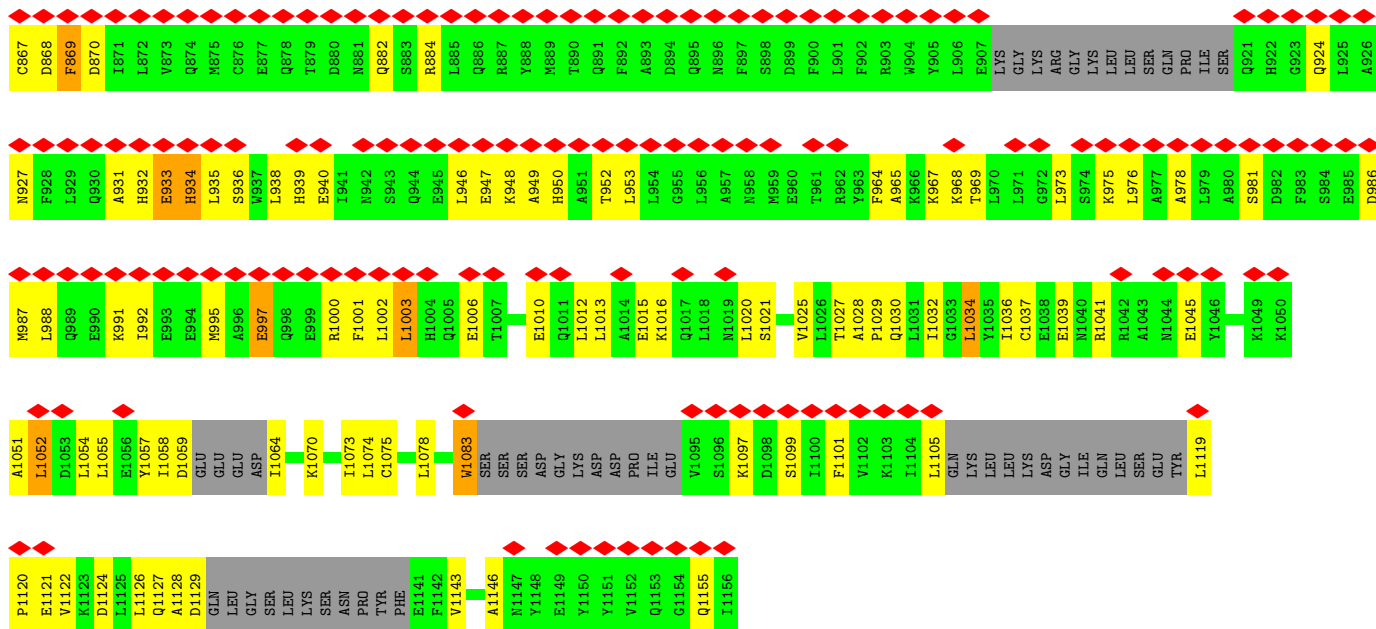 C867 D868 F869 D870 I871 L872 V873 Q874 M875 C876 E877 Q878 T879 D880 N881 Q882 S883 R884 L885 Q886 R887 Y888 M889 T890 Q891 F892 A893 D894 Q895 N896 F897 S898 D899 F900 L901 F902 R903 W904 Y905 L906 E907 LYS GLY LYS ARG GLY LYS LEU LEU SER GLN PRO ILE SER Q921 H922 G923 Q924 L925 A926
N927 F928 L929 Q930 A931 H932 E933 H934 L935 S936 W937 L938 H939 E940 I941 N942 S943 Q944 E945 L946 E947 K948 A949 H950 A951 T952 L953 L954 G955 L956 A957 N958 M959 E960 T961 R962 Y963 F964 A965 K966 K967 K968 T969 L970 L971 G972 L973 S974 K975 L976 A977 A978 L979 A980 S981 D982 F983 S984 E985 D986
M987 L988 Q989 E990 K991 I992 E993 E994 M995 A996 E997 Q998 E999 R1000 F1001 L1002 L1003 H1004 Q1005 E1006 T1007 E1010 Q1011 L1012 L1013 A1014 E1015 K1016 Q1017 L1018 N1019 L1020 S1021 V1025 L1026 T1027 A1028 P1029 Q1030 L1031 I1032 G1033 L1034 Y1035 I1036 C1037 E1038 E1039 N1040 R1041 R1042 A1043 N1044 E1045 Y1046 K1049 K1050
A1051 L1052 D1053 L1054 L1055 E1056 Y1057 I1058 D1059 GLU GLU GLU ASP I1064 K1070 I1073 L1074 C1075 L1078 W1083 SER SER SER ASP GLY LYS ASP ASP PRO ILE GLU V1095 S1096 K1097 D1098 S1099 I1100 F1101 V1102 K1103 I1104 L1105 GLN LYS LEU LEU LYS ASP GLY ILE GLN LEU SER GLU TYR L1119
P1120 E1121 V1122 K1123 D1124 L1125 L1126 Q1127 A1128 D1129 GLN LEU GLY SER LEU LYS SER ASN PRO TYR PHE E1141 F1142 V1143 A1146 N1147 Y1148 E1149 Y1150 Y1151 V1152 Q1153 G1154 Q1155 I1156